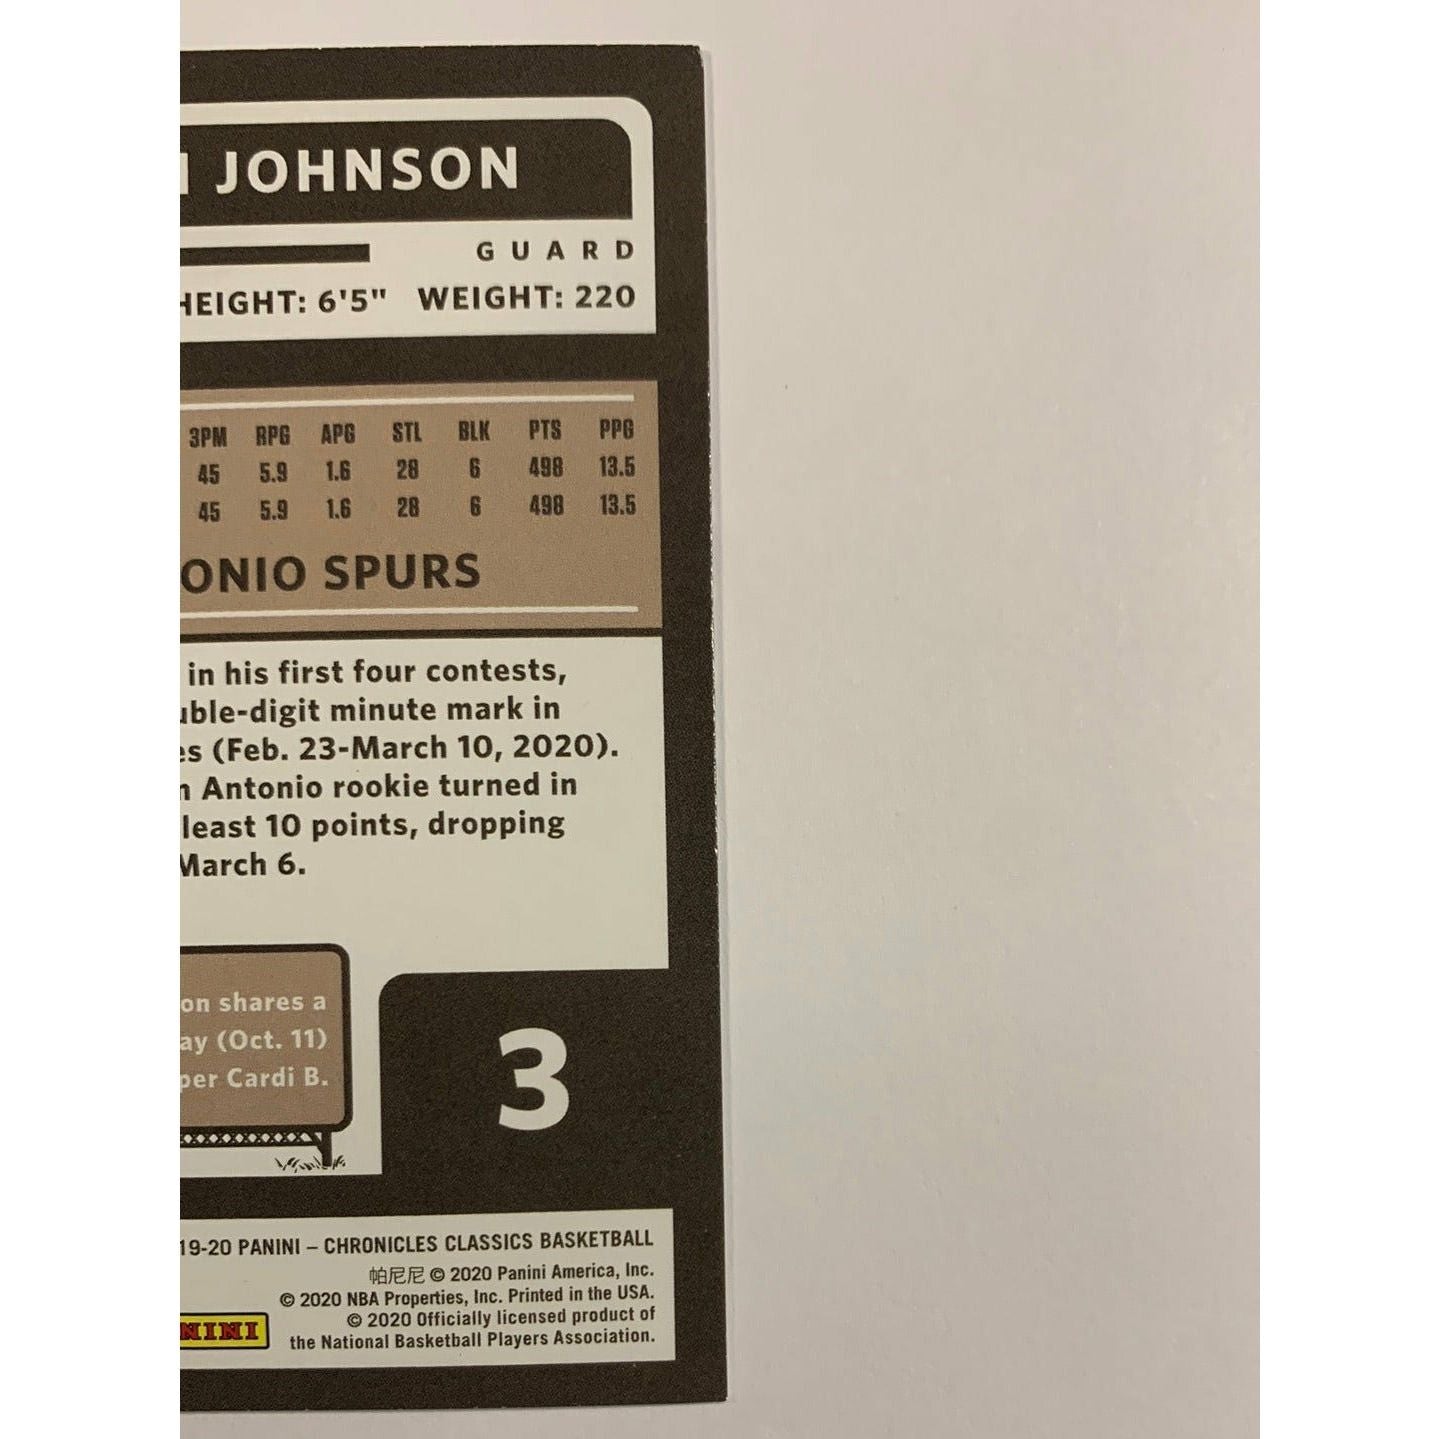 JOHNSON
GUARD
HEIGHT: 6'5" WEIGHT: 220
3PM RPG APG STL BLK PTS PPG
45 5.9 1.6 28 6 498 13.5
45 5.9 1.6 28 6 498 13.5
ONIO SPURS
in his first four contests,
uble-digit minute mark in
es (Feb. 23-March 10, 2020).
n Antonio rookie turned in
least 10 points, dropping
March 6.
on shares a
ay (Oct. 11)
per Cardi B.
3
19-20 PANINI – CHRONICLES CLASSICS BASKETBALL
帕尼尼 © 2020 Panini America, Inc.
© 2020 NBA Properties, Inc. Printed in the USA.
© 2020 Officially licensed product of
the National Basketball Players Association.
NINI